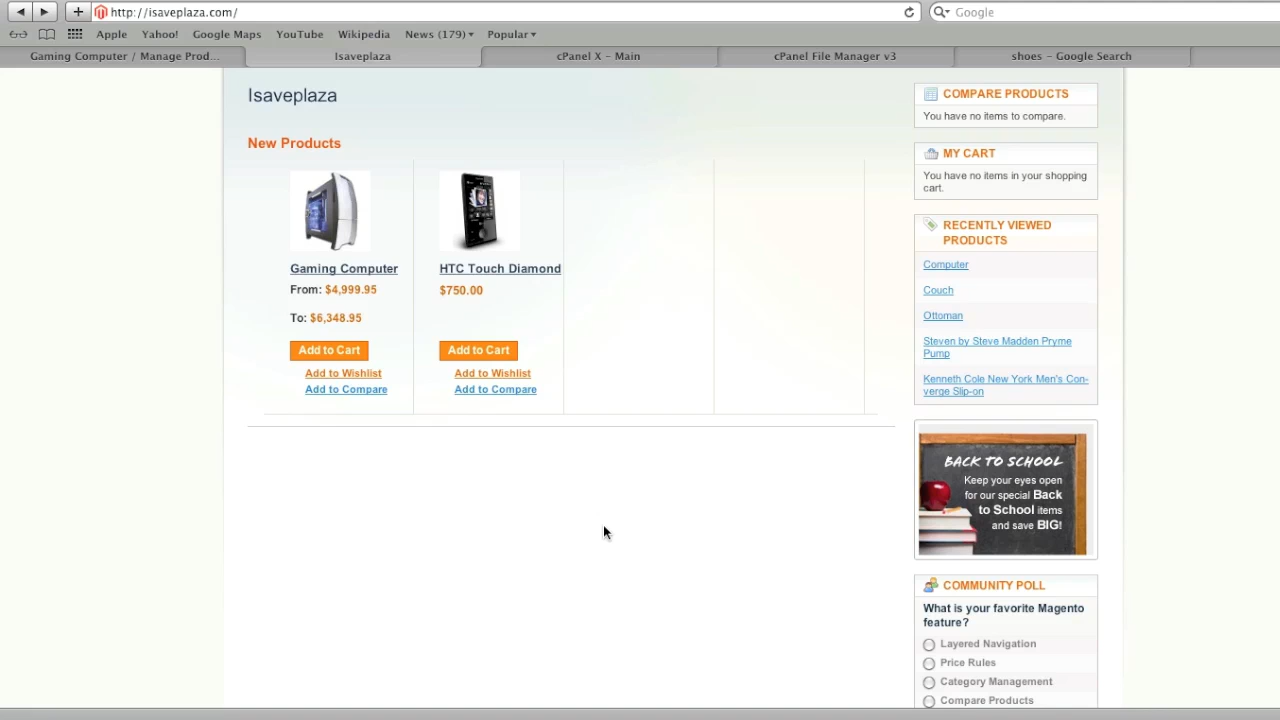 http://isaveplaza.com/
Google
Apple
Yahoo!
Google Maps
YouTube
Wikipedia
News (179)
Popular
Gaming Computer / Manage Prod...
Isaveplaza
cPanel X – Main
cPanel File Manager v3
shoes – Google Search
Isaveplaza
New Products
Gaming Computer
From: $4,999.95
To: $6,348.95
Add to Cart
Add to Wishlist
Add to Compare
HTC Touch Diamond
$750.00
Add to Cart
Add to Wishlist
Add to Compare
COMPARE PRODUCTS
You have no items to compare.
MY CART
You have no items in your shopping
cart.
RECENTLY VIEWED
PRODUCTS
Computer
Couch
Ottoman
Steven by Steve Madden Pryme
Pump
Kenneth Cole New York Men's Con-
verge Slip-on
BACK TO SCHOOL
Keep your eyes open
for our special Back
to School items
and save BIG!
COMMUNITY POLL
What is your favorite Magento
feature?
Layered Navigation
Price Rules
Category Management
Compare Products